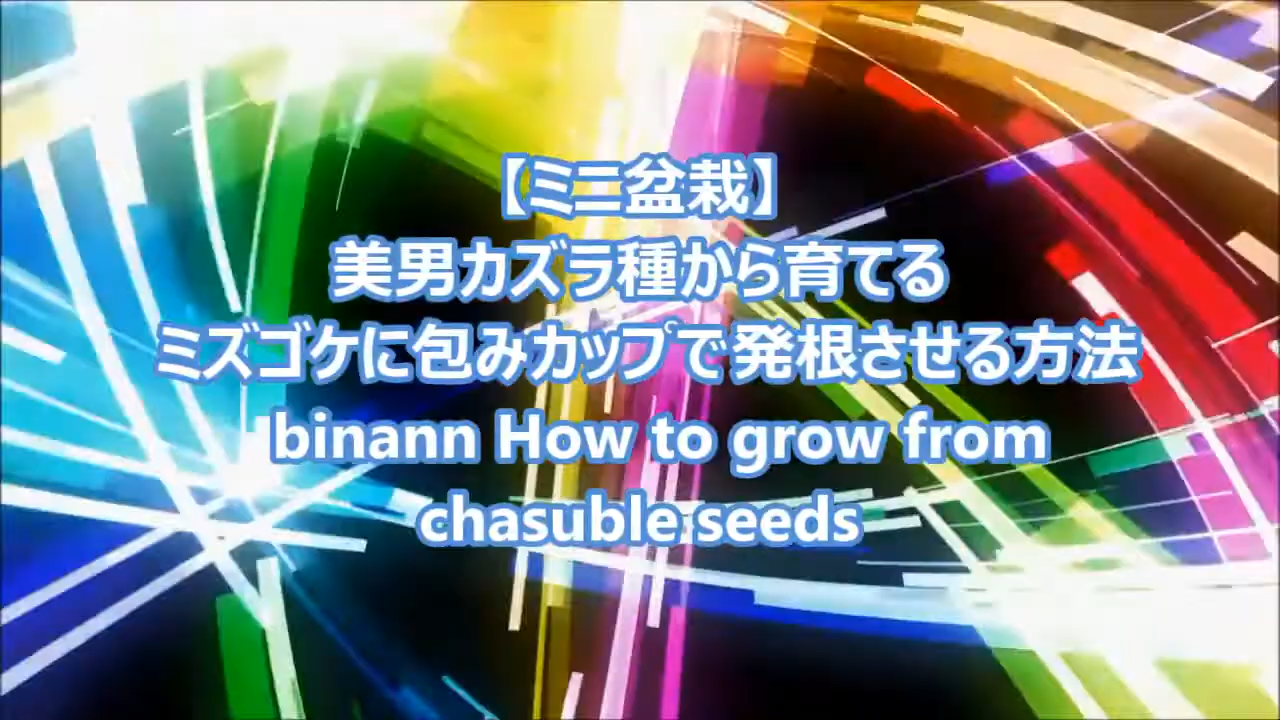 【ミニ盆栽】
美男カズラ種から育てる
ミズゴケに包みカップで発根させる方法
binann How to grow from
chasuble seeds